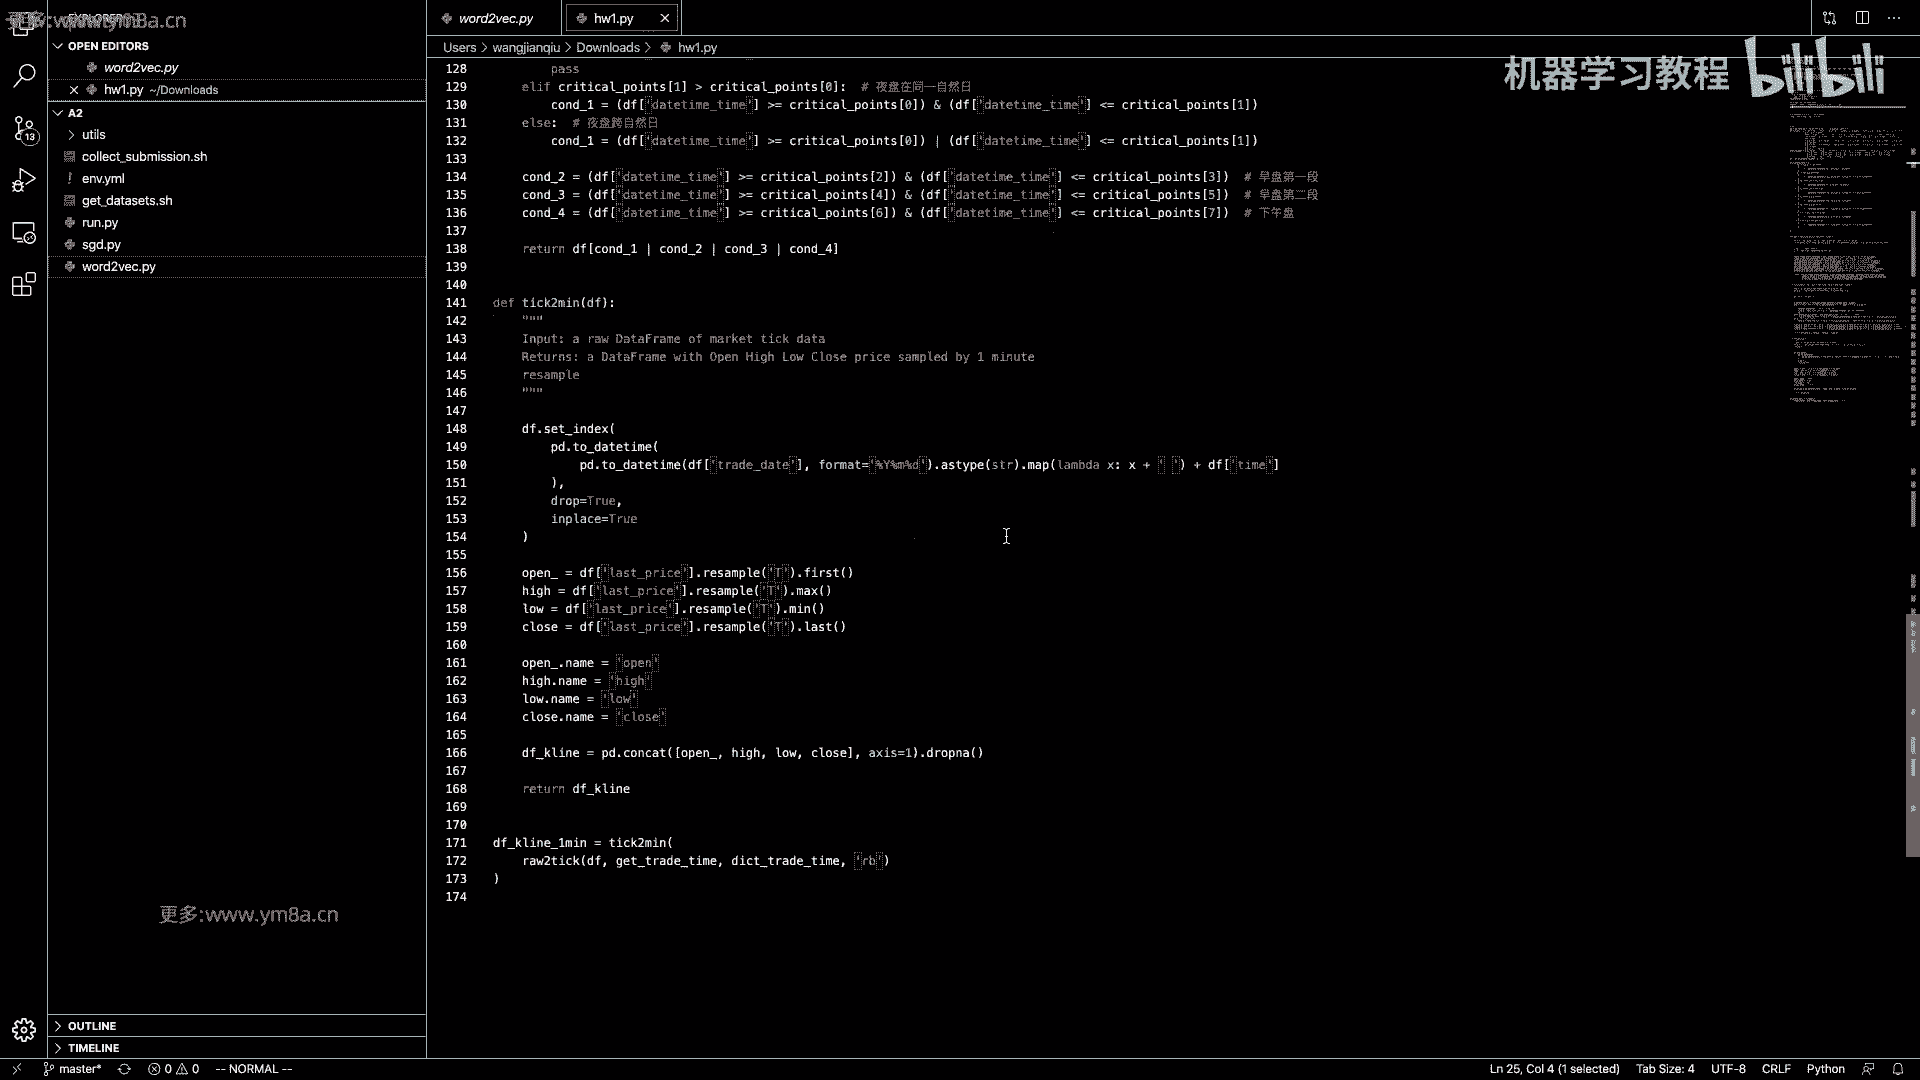 更多:www.ym8a.cn
EXPLORER
OPEN EDITORS
word2vec.py
hw1.py ~/Downloads
A2
utils
collect_submission.sh
env.yml
get_datasets.sh
run.py
sgd.py
word2vec.py
13
更多:www.ym8a.cn
OUTLINE
TIMELINE
word2vec.py
hw1.py
Users > wangjianqiu > Downloads > hw1.py
机器学习教程 bilibili
128 pass
129 elif critical_points[1] > critical_points[0]: # 夜盘在同一自然日
130 cond_1 = (df['datetime_time'] >= critical_points[0]) & (df['datetime_time'] <= critical_points[1])
131 else: # 夜盘跨自然日
132 cond_1 = (df['datetime_time'] >= critical_points[0]) | (df['datetime_time'] <= critical_points[1])
133
134 cond_2 = (df['datetime_time'] >= critical_points[2]) & (df['datetime_time'] <= critical_points[3]) # 早盘第一段
135 cond_3 = (df['datetime_time'] >= critical_points[4]) & (df['datetime_time'] <= critical_points[5]) # 早盘第二段
136 cond_4 = (df['datetime_time'] >= critical_points[6]) & (df['datetime_time'] <= critical_points[7]) # 下午盘
137
138 return df[cond_1 | cond_2 | cond_3 | cond_4]
139
140
141 def tick2min(df):
142 """
143 Input: a raw DataFrame of market tick data
144 Returns: a DataFrame with Open High Low Close price sampled by 1 minute
145 resample
146 """
147
148 df.set_index(
149 pd.to_datetime(
150 pd.to_datetime(df['trade_date'], format='%Y%m%d').astype(str).map(lambda x: x + ' ') + df['time']
151 ),
152 drop=True,
153 inplace=True
154 )
155
156 open_ = df['last_price'].resample('T').first()
157 high = df['last_price'].resample('T').max()
158 low = df['last_price'].resample('T').min()
159 close = df['last_price'].resample('T').last()
160
161 open_.name = 'open'
162 high.name = 'high'
163 low.name = 'low'
164 close.name = 'close'
165
166 df_kline = pd.concat([open_, high, low, close], axis=1).dropna()
167
168 return df_kline
169
170
171 df_kline_1min = tick2min(
172 raw2tick(df, get_trade_time, dict_trade_time, 'rb')
173 )
174
master* 0 0 -- NORMAL -- Ln 25, Col 4 (1 selected) Tab Size: 4 UTF-8 CRLF Python